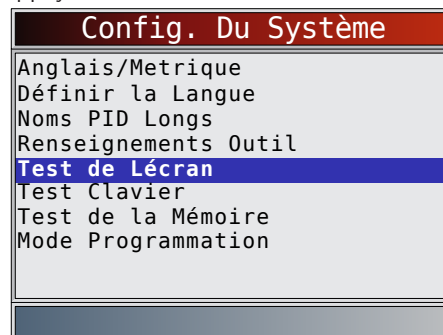 Config. Du Système
Anglais/Metrique
Définir la Langue
Noms PID Longs
Renseignements Outil
Test de Lécran
Test Clavier
Test de la Mémoire
Mode Programmation